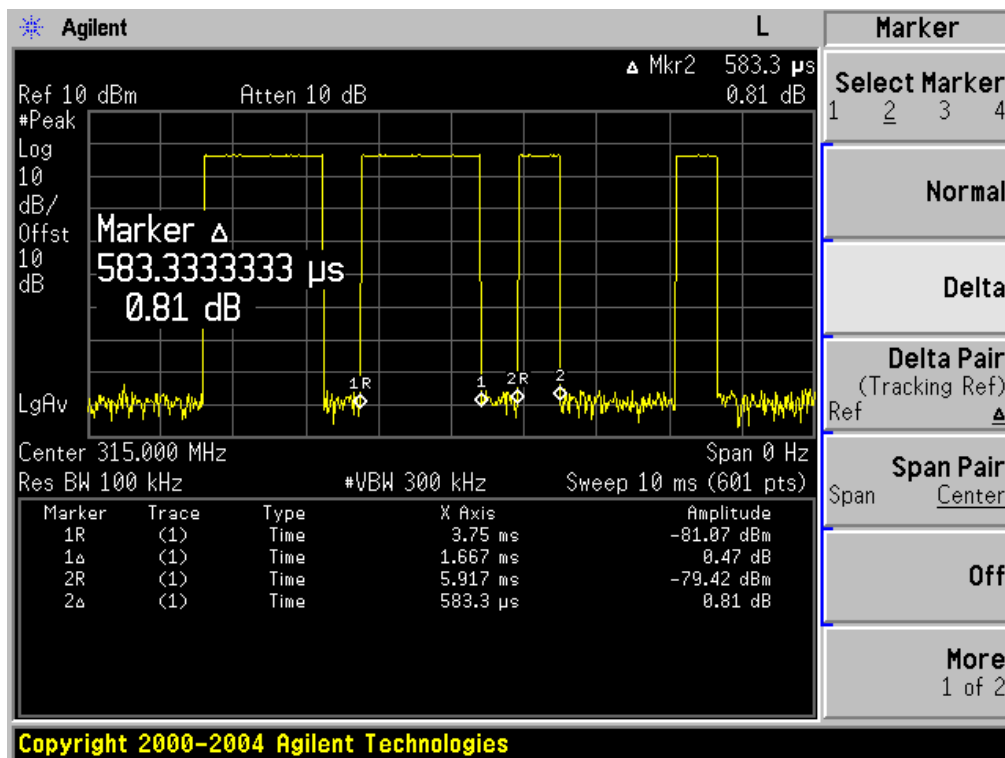 Agilent L Marker
Δ Mkr2 583.3 µs
Ref 10 dBm Atten 10 dB 0.81 dB
#Peak
Log
10
dB/
Offst
10
dB
Marker Δ
583.3333333 µs
0.81 dB
1R 1 2R 2
LgAv
Center 315.000 MHz Span 0 Hz
Res BW 100 kHz #VBW 300 kHz Sweep 10 ms (601 pts)
Marker Trace Type X Axis Amplitude
1R (1) Time 3.75 ms -81.07 dBm
1Δ (1) Time 1.667 ms 0.47 dB
2R (1) Time 5.917 ms -79.42 dBm
2Δ (1) Time 583.3 µs 0.81 dB
Select Marker
1 2 3 4
Normal
Delta
Delta Pair
(Tracking Ref)
Ref Δ
Span Pair
Span Center
Off
More
1 of 2
Copyright 2000-2004 Agilent Technologies